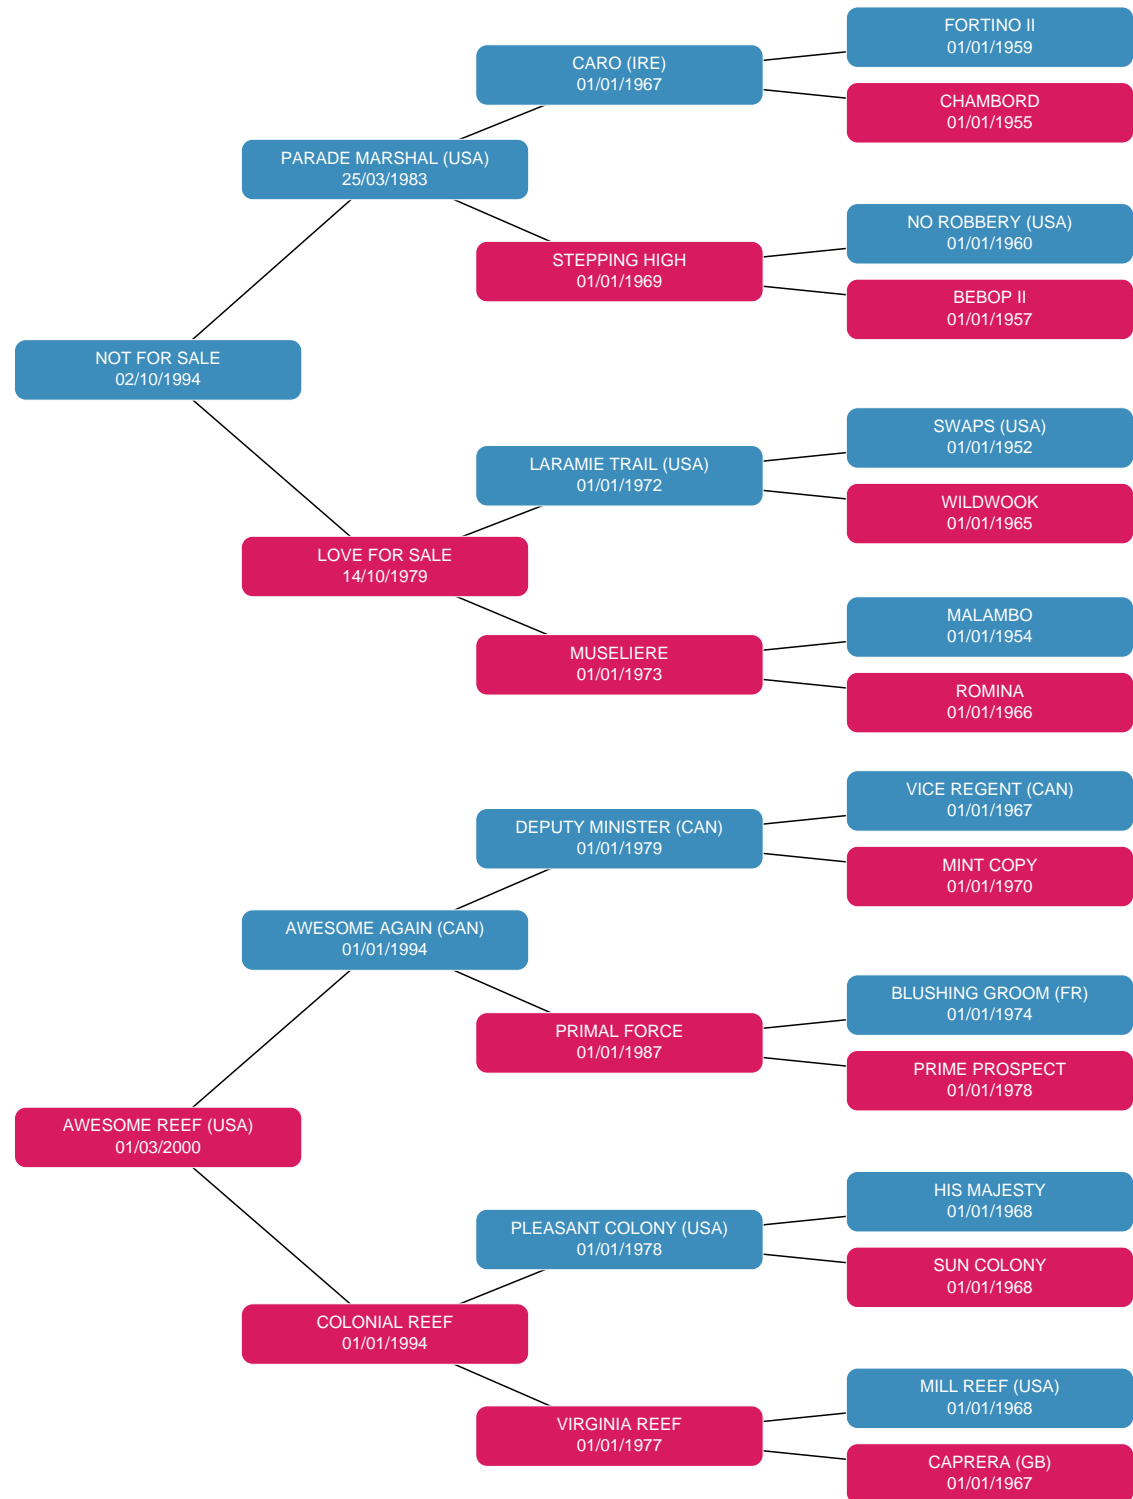 FORTINO II
01/01/1959
CARO (IRE)
01/01/1967
CHAMBORD
01/01/1955
PARADE MARSHAL (USA)
25/03/1983
NO ROBBERY (USA)
01/01/1960
STEPPING HIGH
01/01/1969
BEBOP II
01/01/1957
NOT FOR SALE
02/10/1994
SWAPS (USA)
01/01/1952
LARAMIE TRAIL (USA)
01/01/1972
WILDWOOK
01/01/1965
LOVE FOR SALE
14/10/1979
MALAMBO
01/01/1954
MUSELIERE
01/01/1973
ROMINA
01/01/1966
VICE REGENT (CAN)
01/01/1967
DEPUTY MINISTER (CAN)
01/01/1979
MINT COPY
01/01/1970
AWESOME AGAIN (CAN)
01/01/1994
BLUSHING GROOM (FR)
01/01/1974
PRIMAL FORCE
01/01/1987
PRIME PROSPECT
01/01/1978
AWESOME REEF (USA)
01/03/2000
HIS MAJESTY
01/01/1968
PLEASANT COLONY (USA)
01/01/1978
SUN COLONY
01/01/1968
COLONIAL REEF
01/01/1994
MILL REEF (USA)
01/01/1968
VIRGINIA REEF
01/01/1977
CAPRERA (GB)
01/01/1967